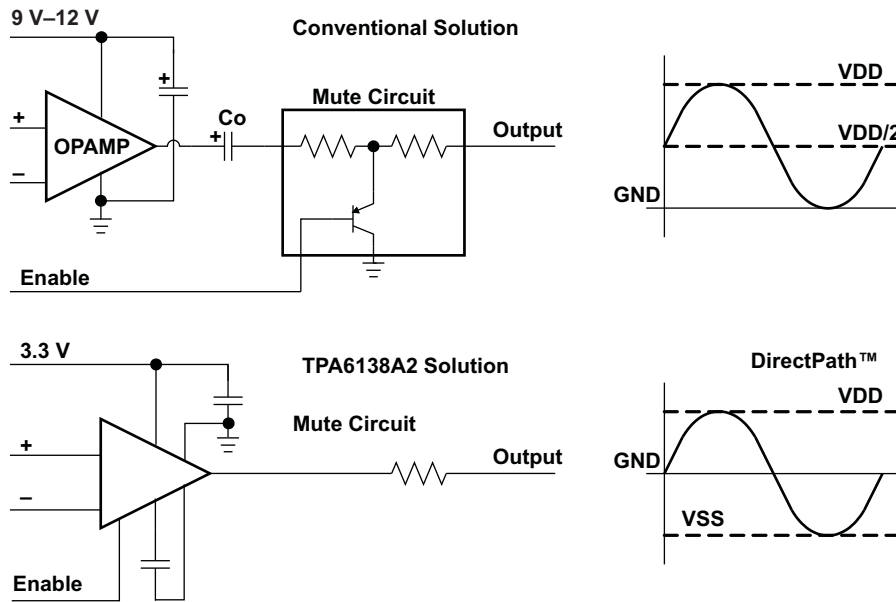 9 V–12 V
Conventional Solution
VDD
+
Mute Circuit
Co
+
Output
+
OPAMP
VDD/2
–
GND
Enable
3.3 V
TPA6138A2 Solution
DirectPath™
VDD
Mute Circuit
+
Output
GND
–
VSS
Enable